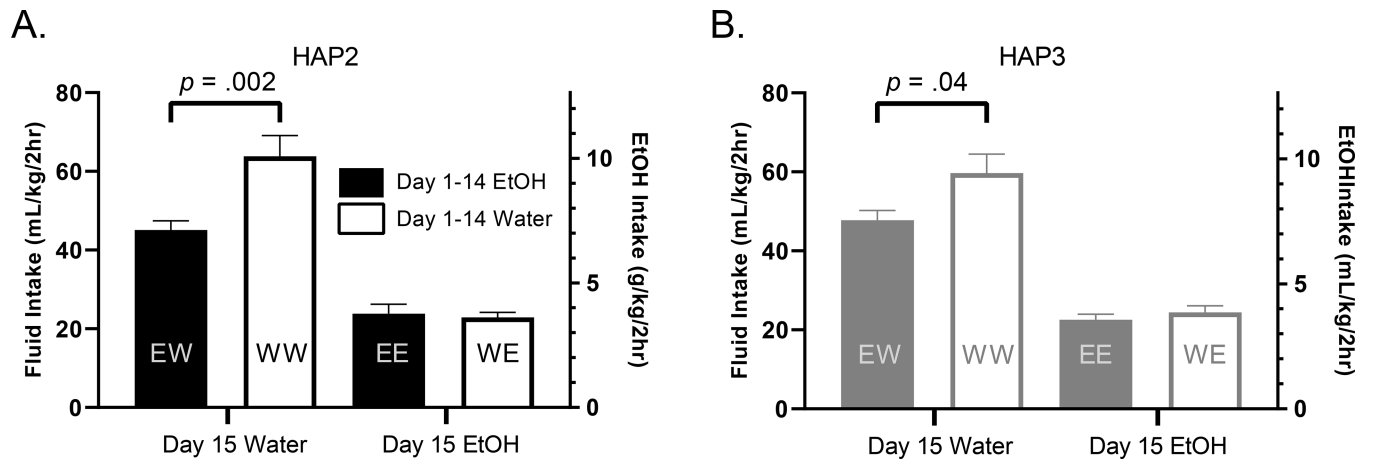 A.
HAP2
p = .002
80
60
40
20
0
Fluid Intake (mL/kg/2hr)
10
5
0
EtOH Intake (g/kg/2hr)
Day 1-14 EtOH
Day 1-14 Water
EW
WW
EE
WE
Day 15 Water
Day 15 EtOH
B.
HAP3
p = .04
80
60
40
20
0
Fluid Intake (mL/kg/2hr)
10
5
0
EtOHIntake (mL/kg/2hr)
EW
WW
EE
WE
Day 15 Water
Day 15 EtOH